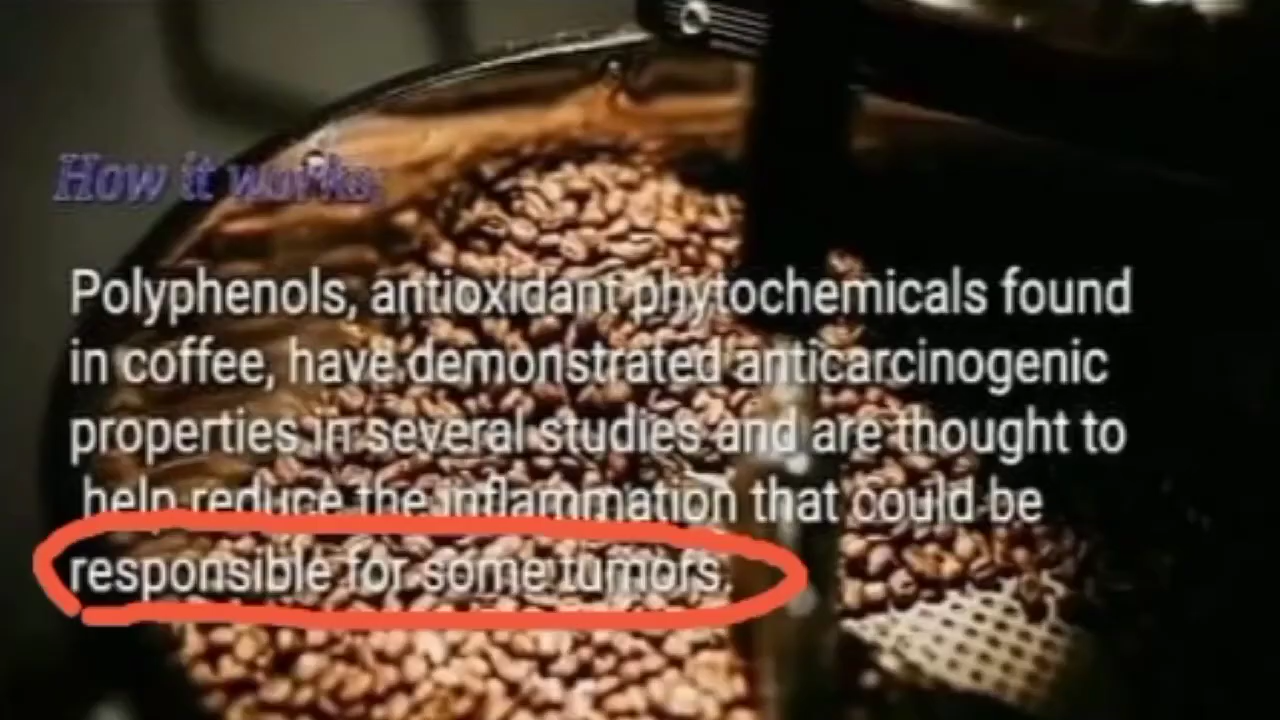 How it works
Polyphenols, antioxidant phytochemicals found
in coffee, have demonstrated anticarcinogenic
properties in several studies and are thought to
help reduce the inflammation that could be
responsible for some tumors.